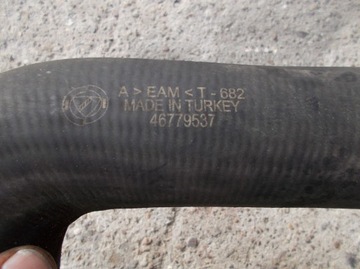 A > EAM < T - 682
MADE IN TURKEY
46779537